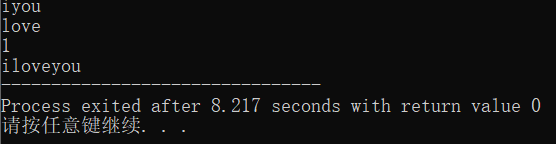 iyou
love
1
iloveyou
--------------------------------
Process exited after 8.217 seconds with return value 0
请按任意键继续. . .